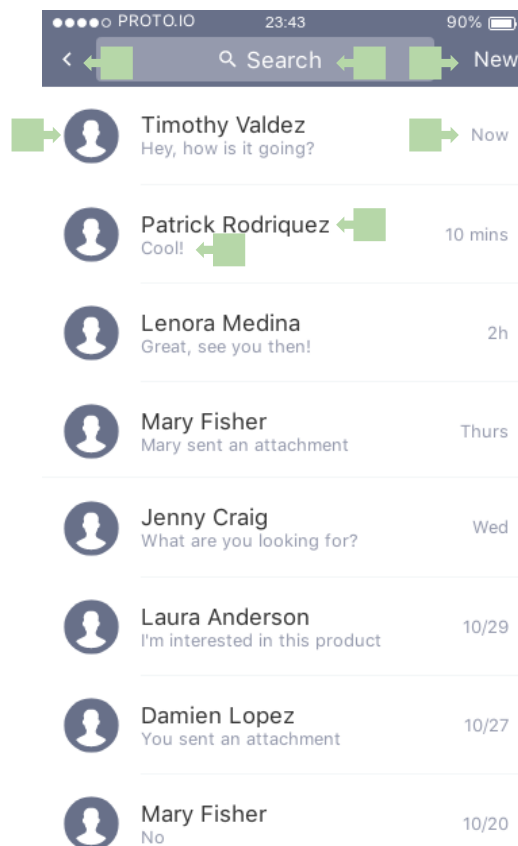 PROTO.IO 23:43 90%
< Search New
Timothy Valdez Now
Hey, how is it going?
Patrick Rodriquez 10 mins
Cool!
Lenora Medina 2h
Great, see you then!
Mary Fisher Thurs
Mary sent an attachment
Jenny Craig Wed
What are you looking for?
Laura Anderson 10/29
I'm interested in this product
Damien Lopez 10/27
You sent an attachment
Mary Fisher 10/20
No